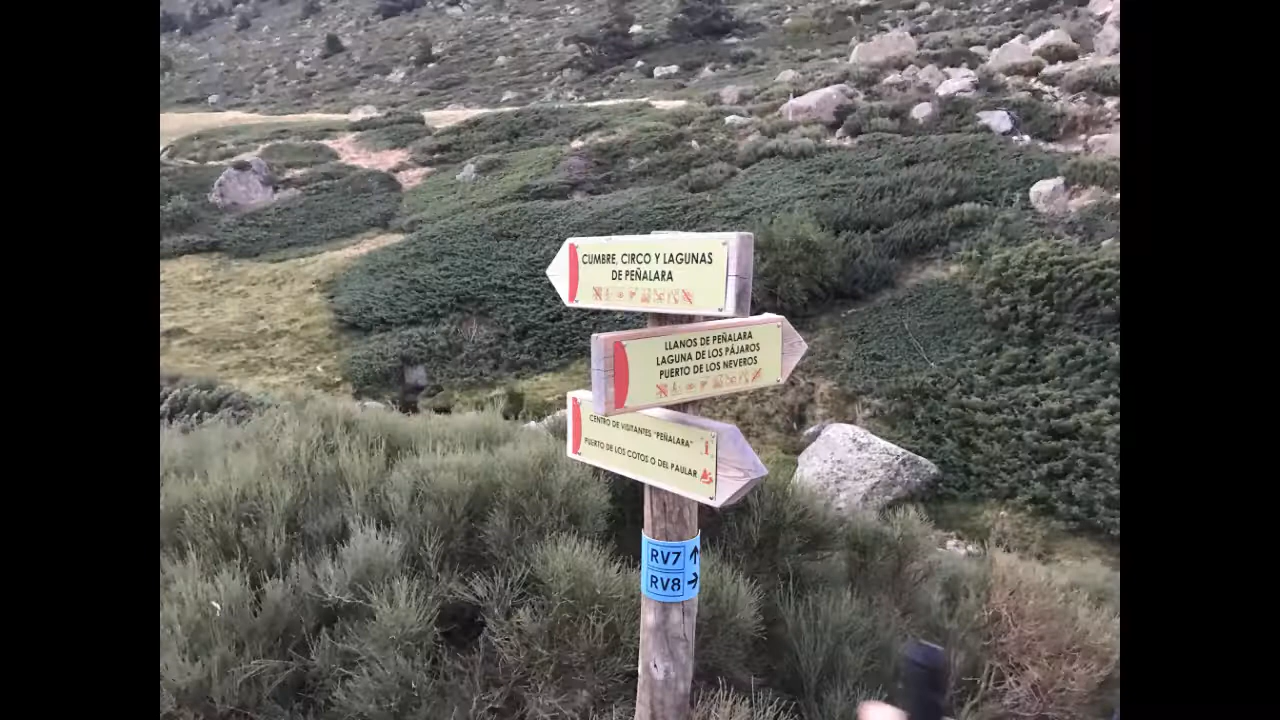 CUMBRE, CIRCO Y LAGUNAS
DE PEÑALARA
LLANOS DE PEÑALARA
LAGUNA DE LOS PÁJAROS
PUERTO DE LOS NEVEROS
CENTRO DE VISITANTES "PEÑALARA"
PUERTO DE LOS COTOS O DEL PAULAR
RV7 ↑
RV8 →